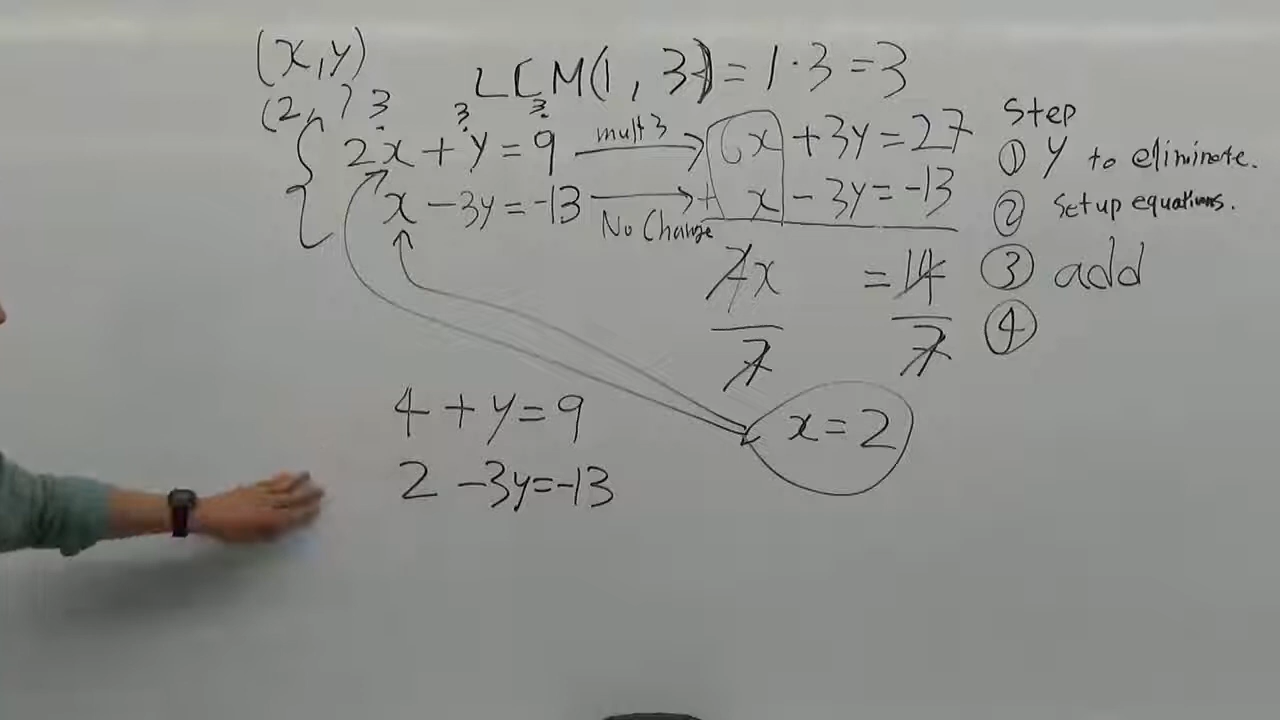 (x,y)
LCM(1, 3) = 1·3 = 3
(2, )
3 3 3
2x + y = 9 mult 3 6x + 3y = 27
x - 3y = -13 No Change + x - 3y = -13
7x = 14
7 7
x = 2
4 + y = 9
2 - 3y = -13
Step
① y to eliminate.
② Setup equations.
③ add
④